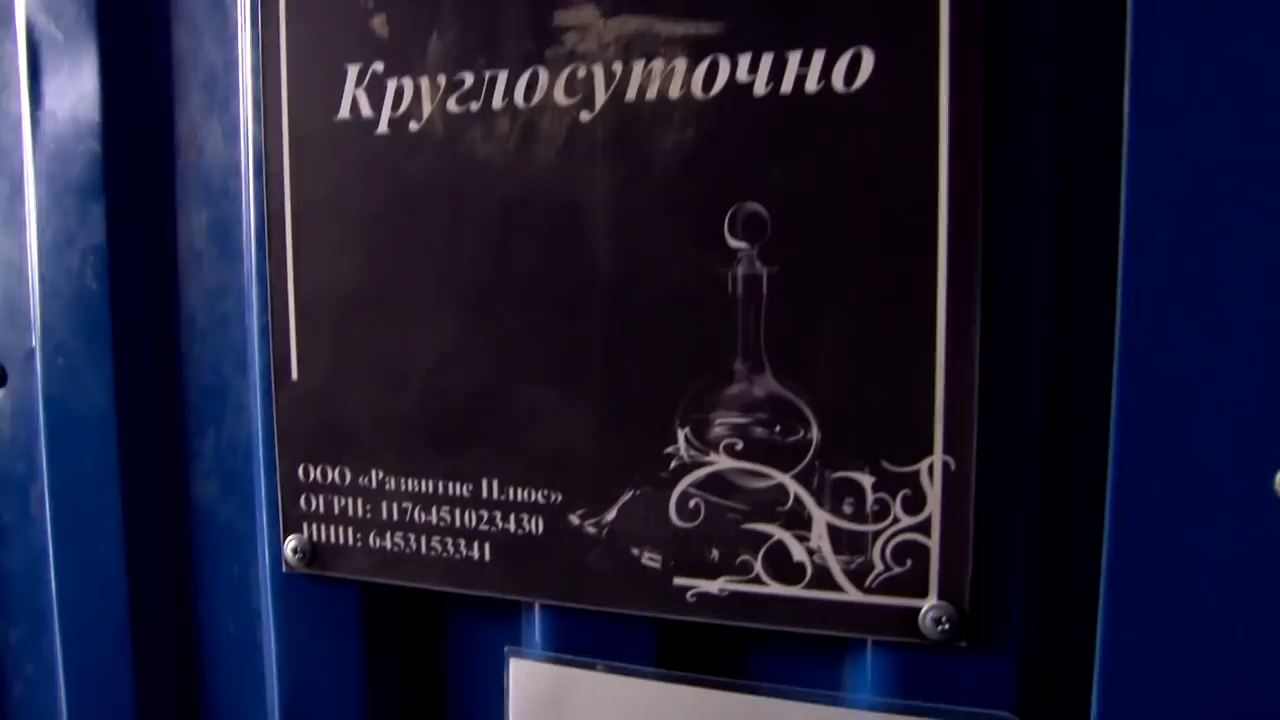 Круглосуточно
ООО «Развитие Плюс»
ОГРН: 1176451023430
ИНН: 6453153341